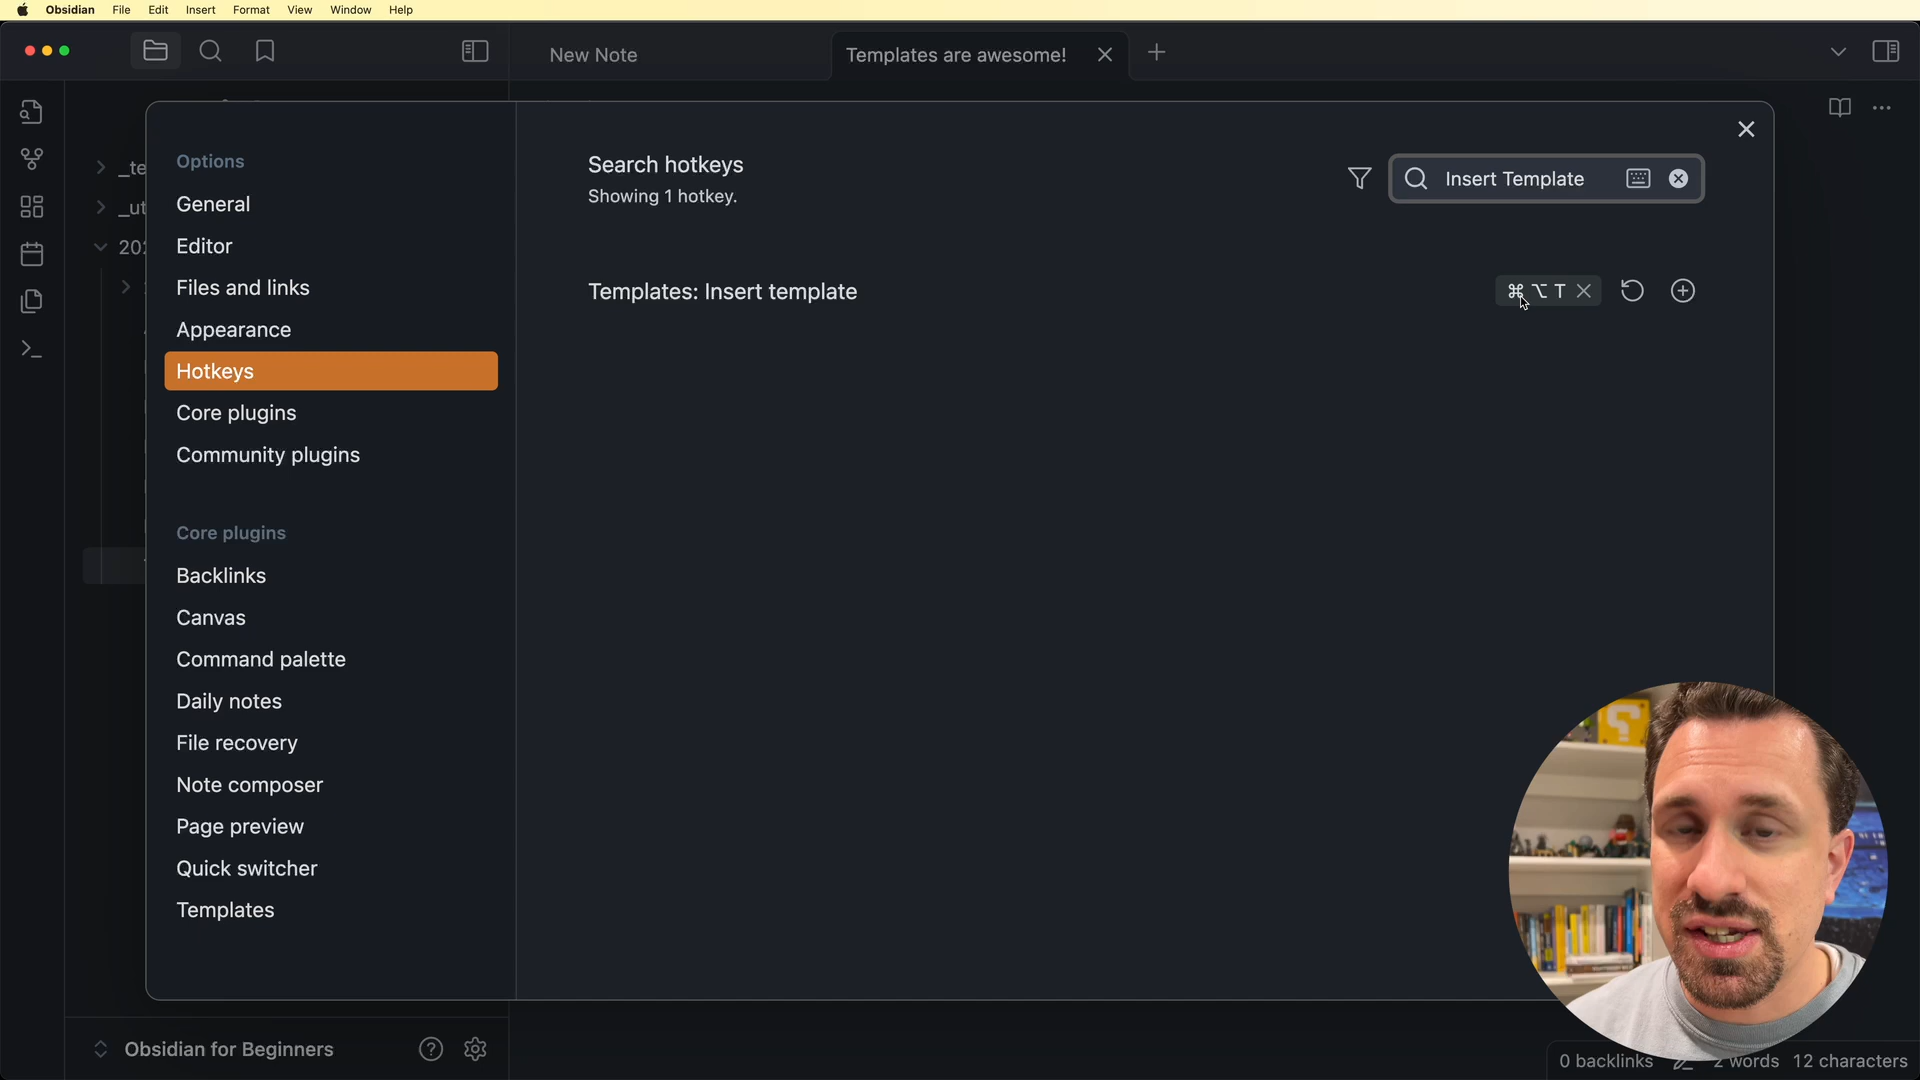 Obsidian File Edit Insert Format View Window Help
New Note
Templates are awesome!
_te
_ut
202
Options
General
Editor
Files and links
Appearance
Hotkeys
Core plugins
Community plugins
Core plugins
Backlinks
Canvas
Command palette
Daily notes
File recovery
Note composer
Page preview
Quick switcher
Templates
Search hotkeys
Showing 1 hotkey.
Insert Template
Templates: Insert template
⌘ ⌥ T
Obsidian for Beginners
0 backlinks 2 words 12 characters